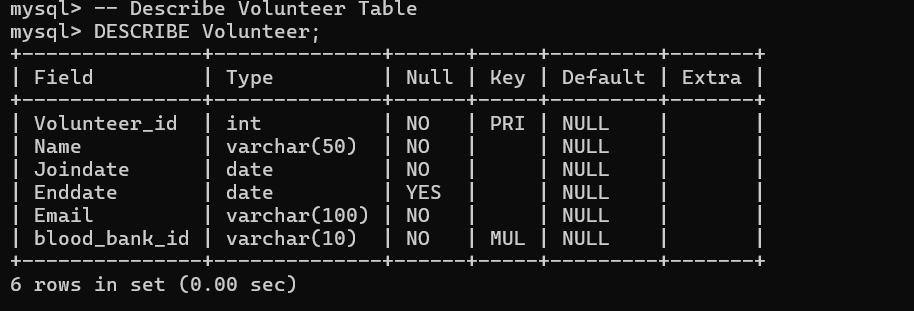 mysql> -- Describe Volunteer Table
mysql> DESCRIBE Volunteer;
+---------------+--------------+------+-----+---------+-------+
| Field         | Type         | Null | Key | Default | Extra |
+---------------+--------------+------+-----+---------+-------+
| Volunteer_id  | int          | NO   | PRI | NULL    |       |
| Name          | varchar(50)  | NO   |     | NULL    |       |
| Joindate      | date         | NO   |     | NULL    |       |
| Enddate       | date         | YES  |     | NULL    |       |
| Email         | varchar(100) | NO   |     | NULL    |       |
| blood_bank_id | varchar(10)  | NO   | MUL | NULL    |       |
+---------------+--------------+------+-----+---------+-------+
6 rows in set (0.00 sec)